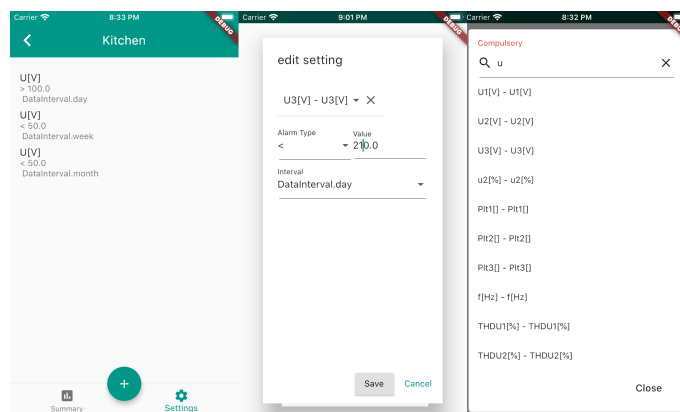 Carrier 8:33 PM
DEBUG
Kitchen
U[V]
> 100.0
DataInterval.day
U[V]
< 50.0
DataInterval.week
U[V]
< 50.0
DataInterval.month
+
Summary
Settings
Carrier 9:01 PM
DEBUG
edit setting
U3[V] - U3[V]
Alarm Type
Value
<
210.0
Interval
DataInterval.day
Save
Cancel
Carrier 8:32 PM
DEBUG
Compulsory
u
U1[V] - U1[V]
U2[V] - U2[V]
U3[V] - U3[V]
u2[%] - u2[%]
Plt1[] - Plt1[]
Plt2[] - Plt2[]
Plt3[] - Plt3[]
f[Hz] - f[Hz]
THDU1[%] - THDU1[%]
THDU2[%] - THDU2[%]
Close